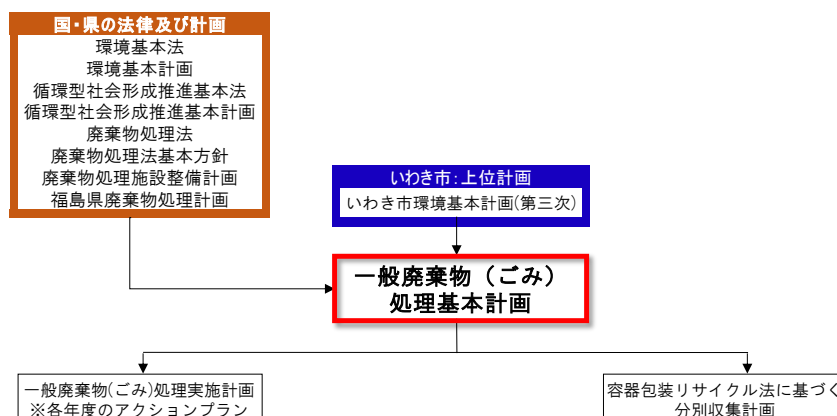 国・県の法律及び計画
環境基本法
環境基本計画
循環型社会形成推進基本法
循環型社会形成推進基本計画
廃棄物処理法
廃棄物処理法基本方針
廃棄物処理施設整備計画
福島県廃棄物処理計画
いわき市：上位計画
いわき市環境基本計画(第三次)
一般廃棄物（ごみ）
処理基本計画
一般廃棄物(ごみ)処理実施計画
※各年度のアクションプラン
容器包装リサイクル法に基づく
分別収集計画